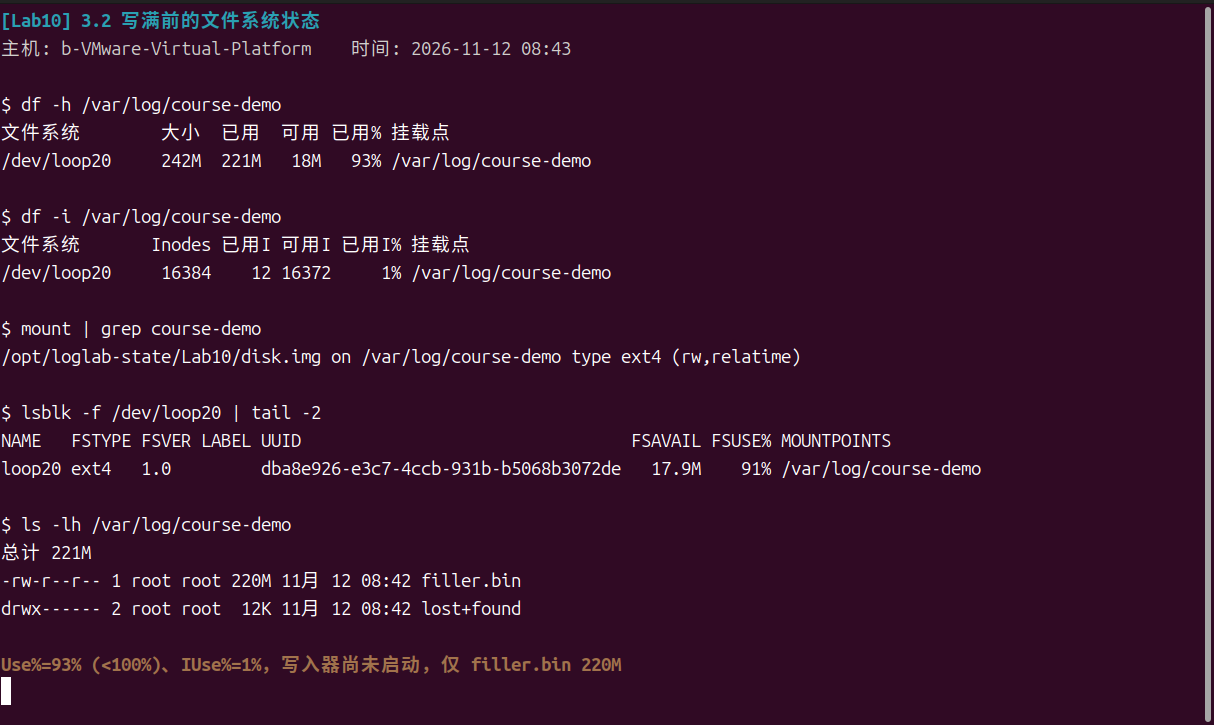 [Lab10] 3.2 写满前的文件系统状态
主机: b-VMware-Virtual-Platform    时间: 2026-11-12 08:43
$ df -h /var/log/course-demo
文件系统        大小  已用  可用 已用% 挂载点
/dev/loop20     242M  221M   18M   93% /var/log/course-demo
$ df -i /var/log/course-demo
文件系统       Inodes 已用I 可用I 已用I% 挂载点
/dev/loop20     16384    12 16372     1% /var/log/course-demo
$ mount | grep course-demo
/opt/loglab-state/Lab10/disk.img on /var/log/course-demo type ext4 (rw,relatime)
$ lsblk -f /dev/loop20 | tail -2
NAME   FSTYPE FSVER LABEL UUID                                 FSAVAIL FSUSE% MOUNTPOINTS
loop20 ext4   1.0         dba8e926-e3c7-4ccb-931b-b5068b3072de   17.9M    91% /var/log/course-demo
$ ls -lh /var/log/course-demo
总计 221M
-rw-r--r-- 1 root root 220M 11月 12 08:42 filler.bin
drwx------ 2 root root  12K 11月 12 08:42 lost+found
Use%=93% (<100%)、IUse%=1%，写入器尚未启动，仅 filler.bin 220M